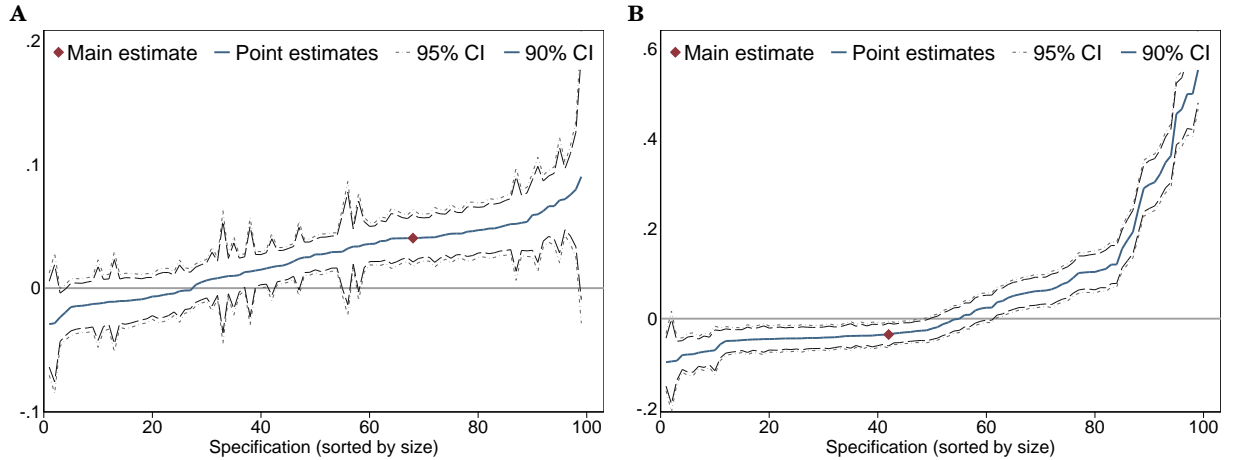 A
.2
Main estimate Point estimates 95% CI 90% CI
.1
0
-.1
0 20 40 60 80 100
Specification (sorted by size)
B
.6
Main estimate Point estimates 95% CI 90% CI
.4
.2
0
-.2
0 20 40 60 80 100
Specification (sorted by size)